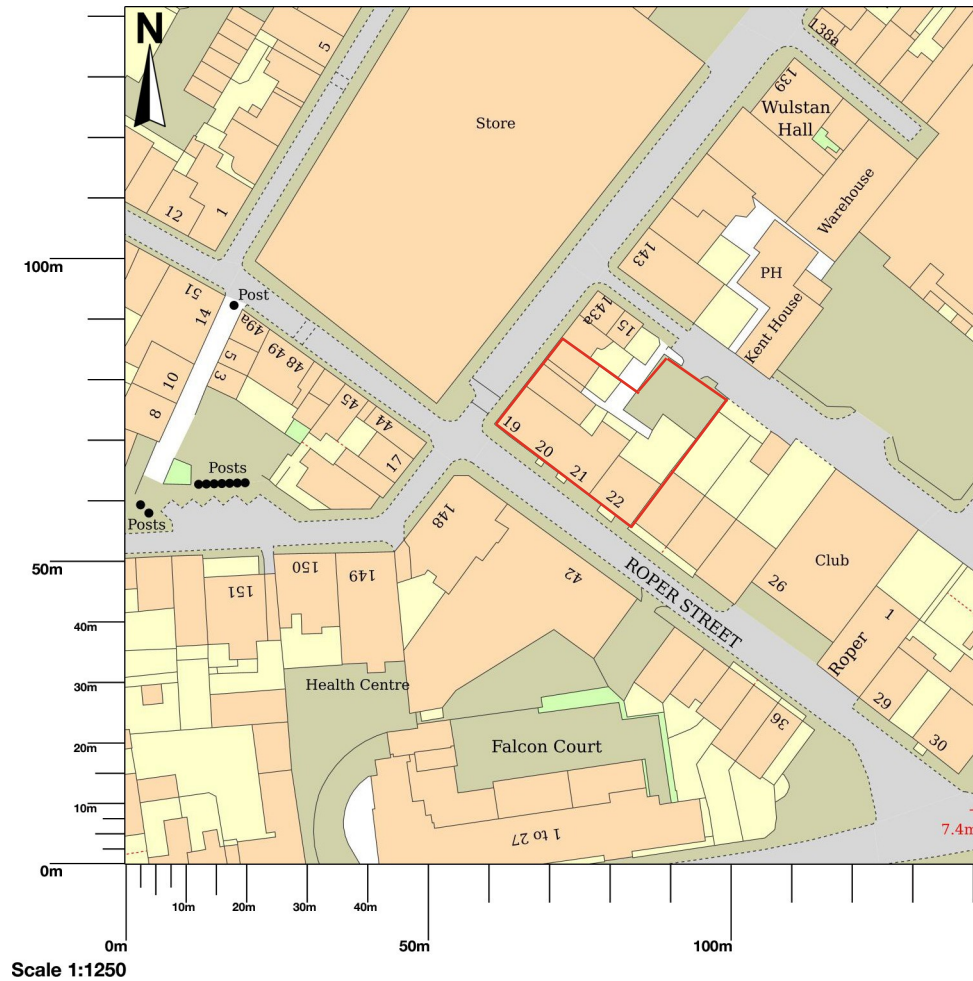 N
5
138a
139
Wulstan
Hall
Store
Warehouse
12
1
143
PH
Kent House
100m
51
Post
14
49a
143a
15
5
3
49
48
10
8
45
44
17
19
20
21
22
Posts
Posts
148
ROPER STREET
Club
26
50m
151
150
149
42
1
Roper
40m
29
30m
Health Centre
36
30
20m
Falcon Court
10m
1 to 27
7.4m
0m
10m
20m
30m
40m
0m
50m
100m
Scale 1:1250